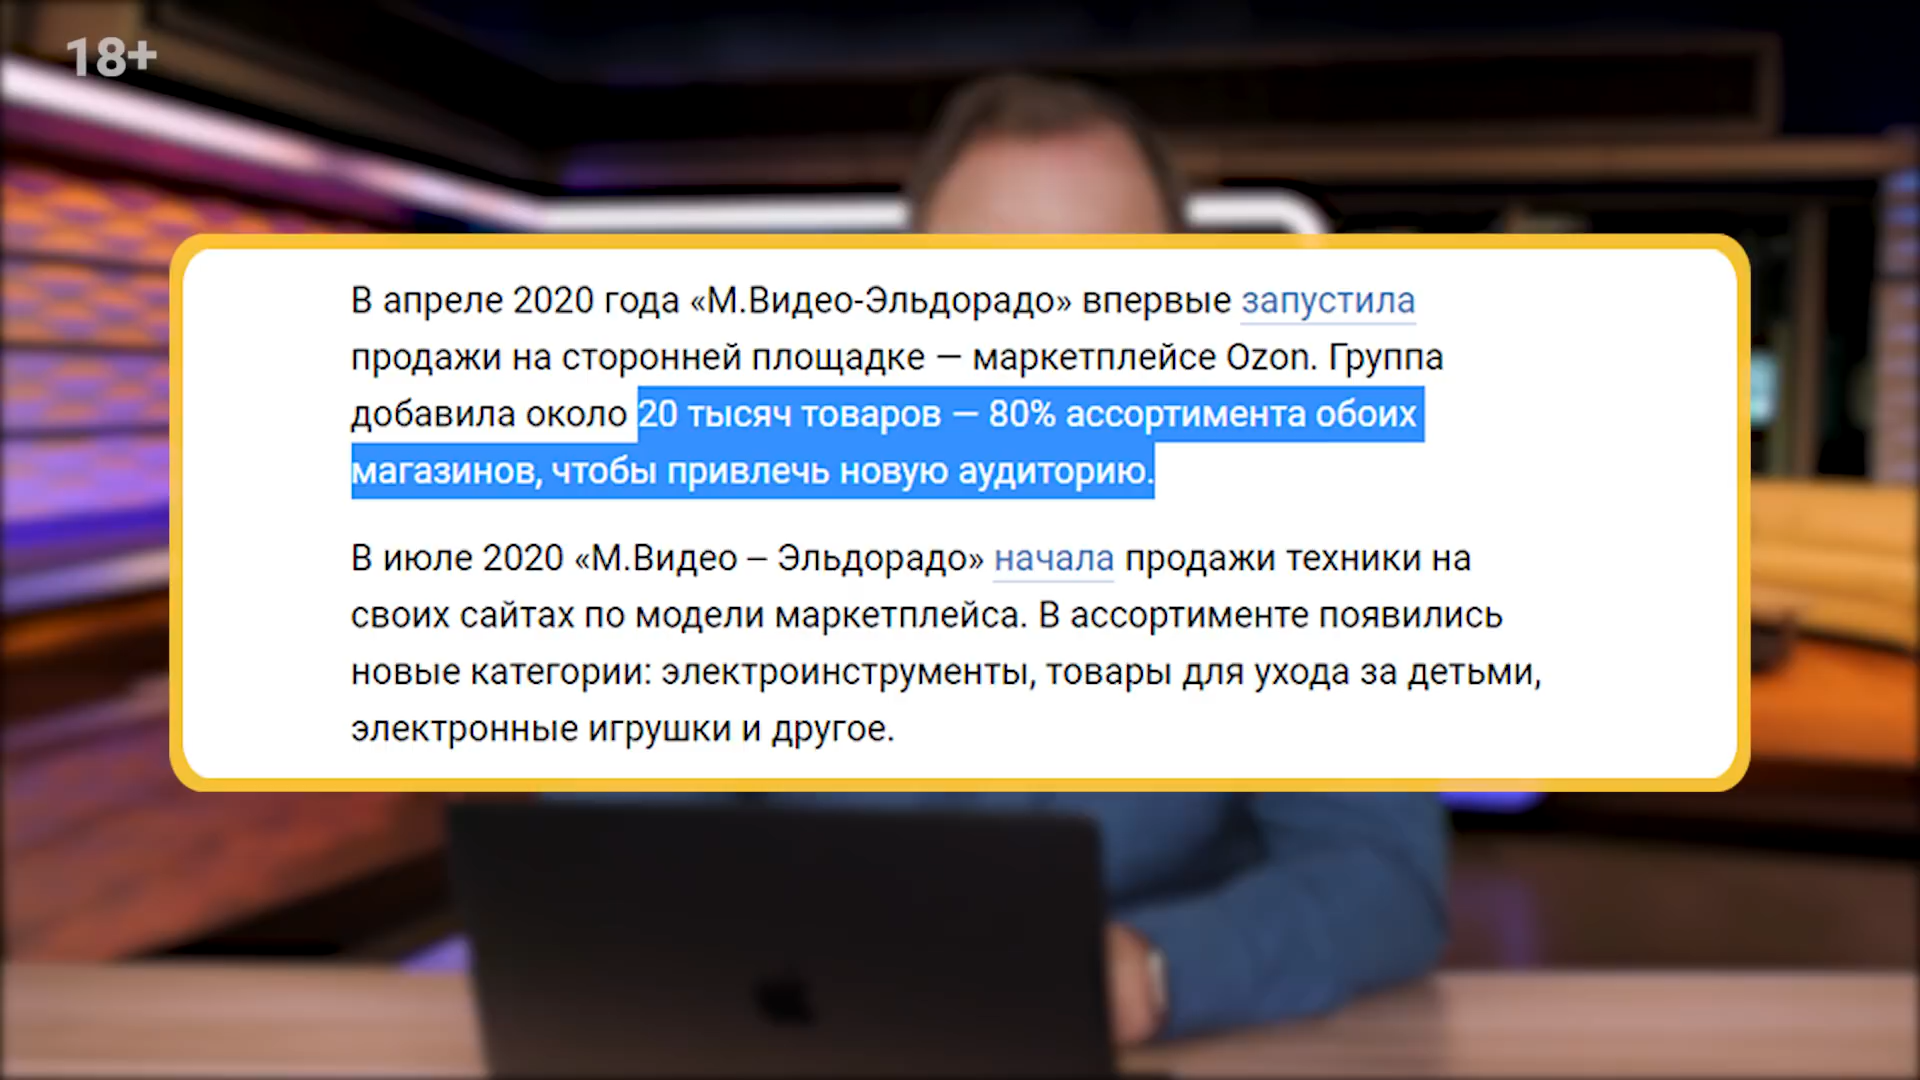 18+
В апреле 2020 года «М.Видео-Эльдорадо» впервые запустила
продажи на сторонней площадке — маркетплейсе Ozon. Группа
добавила около 20 тысяч товаров — 80% ассортимента обоих
магазинов, чтобы привлечь новую аудиторию.
В июле 2020 «М.Видео – Эльдорадо» начала продажи техники на
своих сайтах по модели маркетплейса. В ассортименте появились
новые категории: электроинструменты, товары для ухода за детьми,
электронные игрушки и другое.